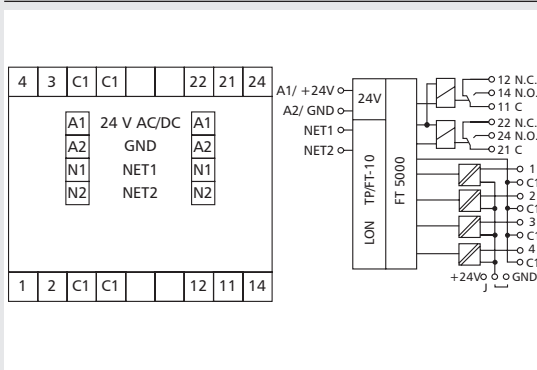 4 3 C1 C1 22 21 24
A1 24 V AC/DC A1
A2 GND A2
N1 NET1 N1
N2 NET2 N2
1 2 C1 C1 12 11 14
A1/ +24V
A2/ GND
NET1
NET2
24V
LON TP/FT-10
FT 5000
12 N.C.
14 N.O.
11 C
22 N.C.
24 N.O.
21 C
1
C1
2
C1
3
C1
4
C1
+24V GND
J